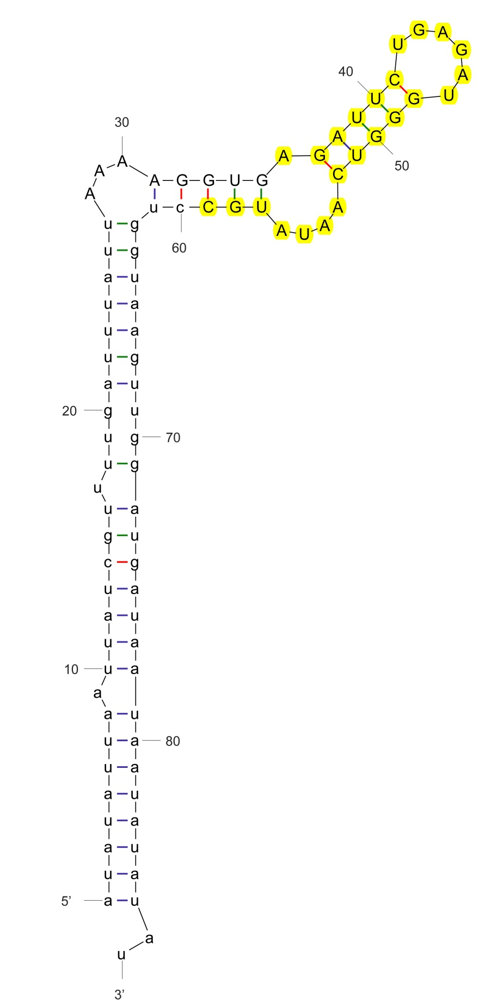 G A
U G
40 A
C
U G U
U G
30
A G
A A G U
50
A C
A G G U G
A
u c C G U A
u g A
A U
60
u g
a u
u a
u a
u g
a u
20 g u
u g 70
u g
u
u a
g u
c g
u a
a u
u a
10 u a
a
a u
u a 80
u a
a u
u a
a u
u a
5’ a u
a
u
3’